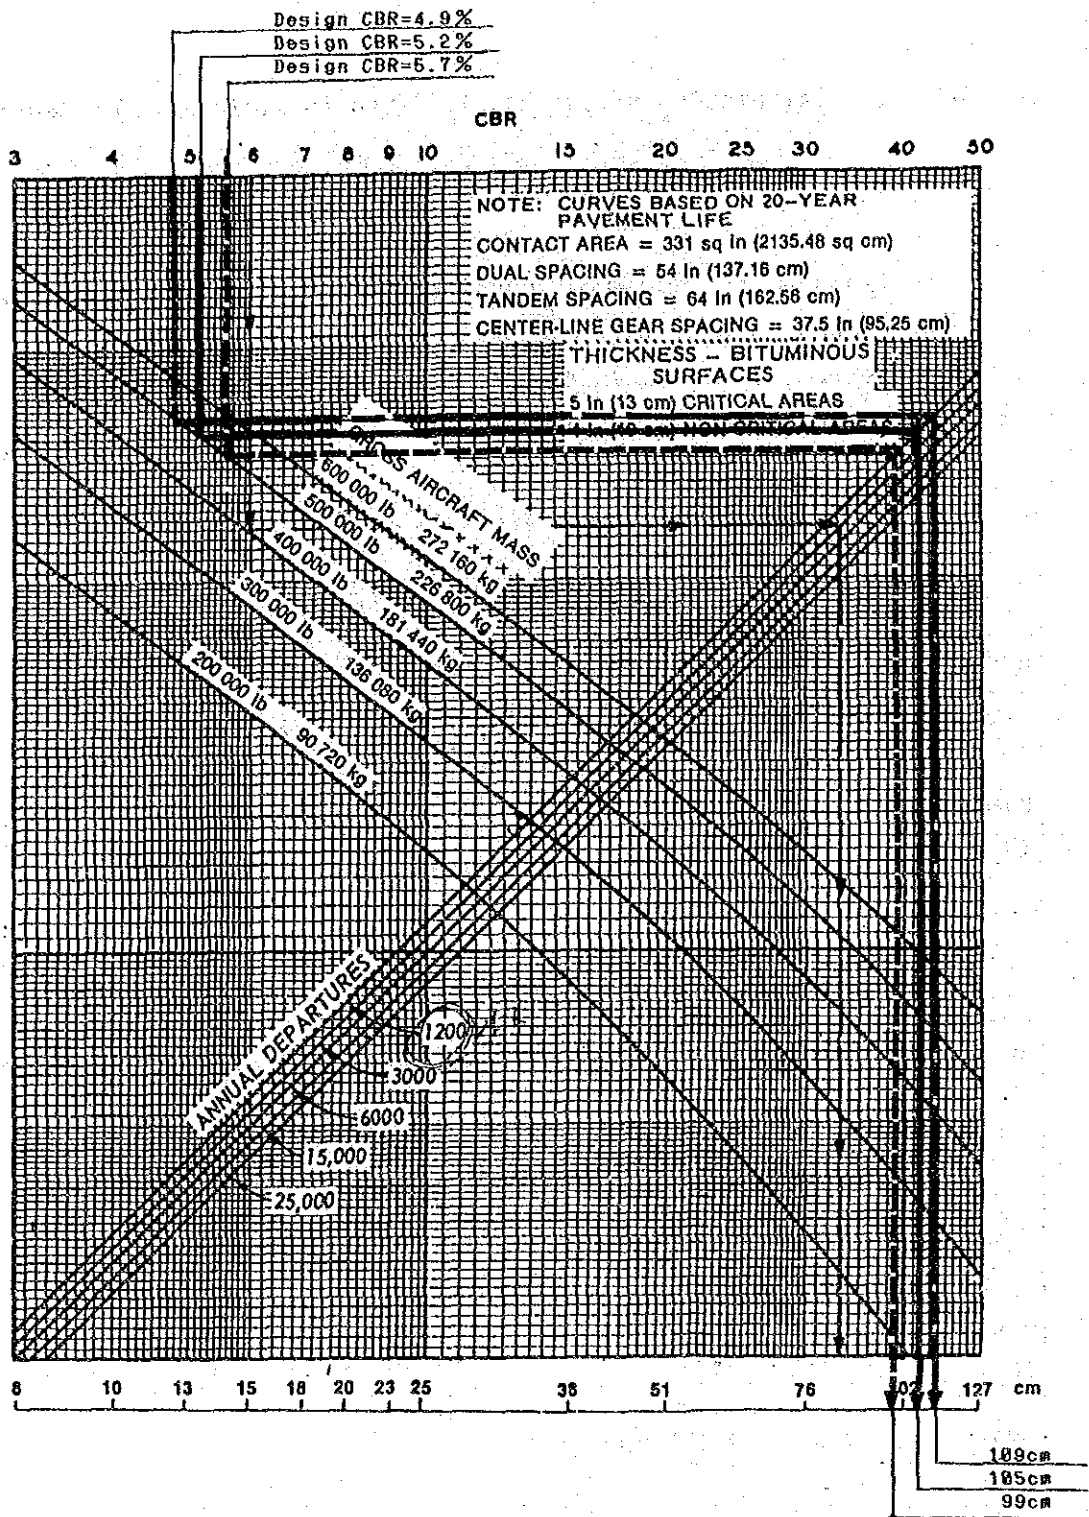 Design CBR=4.9%
Design CBR=5.2%
Design CBR=5.7%
CBR
3 4 5 6 7 8 9 10 15 20 25 30 40 50
NOTE: CURVES BASED ON 20-YEAR
PAVEMENT LIFE
CONTACT AREA = 331 sq in (2135.48 sq cm)
DUAL SPACING = 54 in (137.16 cm)
TANDEM SPACING = 64 in (162.56 cm)
CENTER-LINE GEAR SPACING = 37.5 in (95.25 cm)
THICKNESS – BITUMINOUS
SURFACES
5 in (13 cm) CRITICAL AREAS
NON CRITICAL AREAS
GROSS AIRCRAFT MASS
600 000 lb 272 160 kg
500 000 lb 226 800 kg
400 000 lb 181 440 kg
300 000 lb 136 080 kg
200 000 lb 90 720 kg
ANNUAL DEPARTURES
1200
3000
6000
15,000
25,000
8 10 13 15 18 20 23 25 38 51 76 102 127 cm
109cm
105cm
99cm